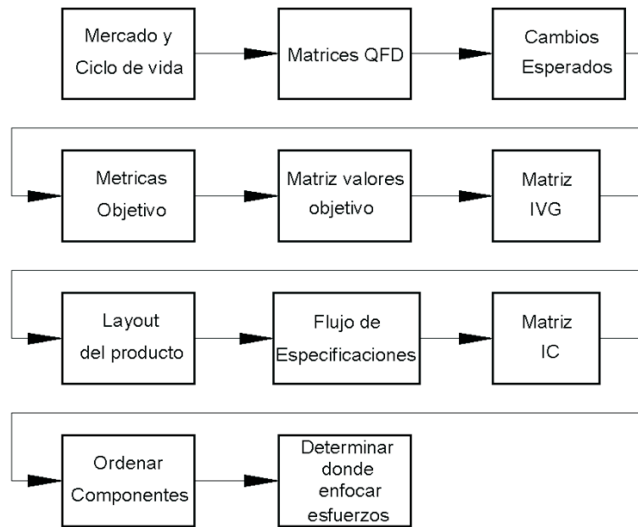 Mercado y
Ciclo de vida
Matrices QFD
Cambios
Esperados
Metricas
Objetivo
Matriz valores
objetivo
Matriz
IVG
Layout
del producto
Flujo de
Especificaciones
Matriz
IC
Ordenar
Componentes
Determinar
donde
enfocar
esfuerzos